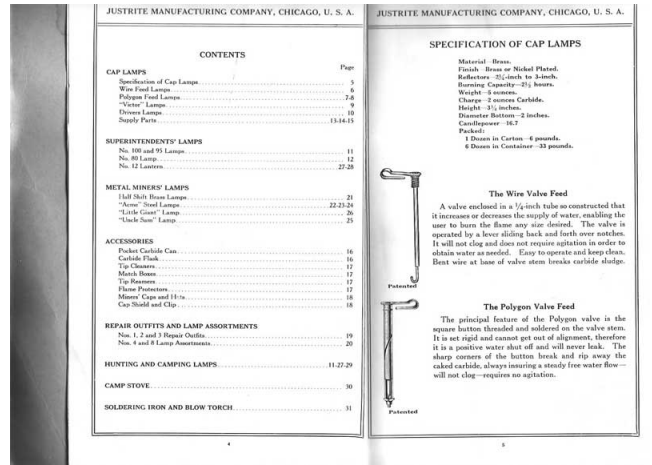 JUSTRITE MANUFACTURING COMPANY, CHICAGO, U. S. A.
CONTENTS
Page
CAP LAMPS
Specification of Cap Lamps 5
Wire Feed Lamps 6
Polygon Feed Lamps 7-8
"Victor" Lamps 9
Drivers Lamps 10
Supply Parts 13-14-15
SUPERINTENDENTS' LAMPS
No. 100 and 95 Lamps 11
No. 80 Lamp 12
No. 12 Lantern 27-28
METAL MINERS' LAMPS
Half Shift Brass Lamps 21
"Acme" Steel Lamps 22-23-24
"Little Giant" Lamp 26
"Uncle Sam" Lamp 25
ACCESSORIES
Pocket Carbide Can 16
Carbide Flask 16
Tip Cleaners 17
Match Boxes 17
Tip Reamers 17
Flame Protectors 17
Miners' Caps and Hats 18
Cap Shield and Clip 18
REPAIR OUTFITS AND LAMP ASSORTMENTS
Nos. 1, 2 and 3 Repair Outfits 19
Nos. 4 and 8 Lamp Assortments 20
HUNTING AND CAMPING LAMPS 11-27-29
CAMP STOVE 30
SOLDERING IRON AND BLOW TORCH 31
4
JUSTRITE MANUFACTURING COMPANY, CHICAGO, U. S. A.
SPECIFICATION OF CAP LAMPS
Material—Brass.
Finish—Brass or Nickel Plated.
Reflectors—2½-inch to 3-inch.
Burning Capacity—2½ hours.
Weight—5 ounces.
Charge—2 ounces Carbide.
Height—3½ inches.
Diameter Bottom—2 inches.
Candlepower—16.7
Packed:
1 Dozen in Carton—6 pounds.
6 Dozen in Container—33 pounds.
The Wire Valve Feed
A valve enclosed in a ¼-inch tube so constructed that
it increases or decreases the supply of water, enabling the
user to burn the flame any size desired. The valve is
operated by a lever sliding back and forth over notches.
It will not clog and does not require agitation in order to
obtain water as needed. Easy to operate and keep clean.
Bent wire at base of valve stem breaks carbide sludge.
Patented
The Polygon Valve Feed
The principal feature of the Polygon valve is the
square button threaded and soldered on the valve stem.
It is set rigid and cannot get out of alignment, therefore
it is a positive water shut off and will never leak. The
sharp corners of the button break and rip away the
caked carbide, always insuring a steady free water flow—
will not clog—requires no agitation.
Patented
5